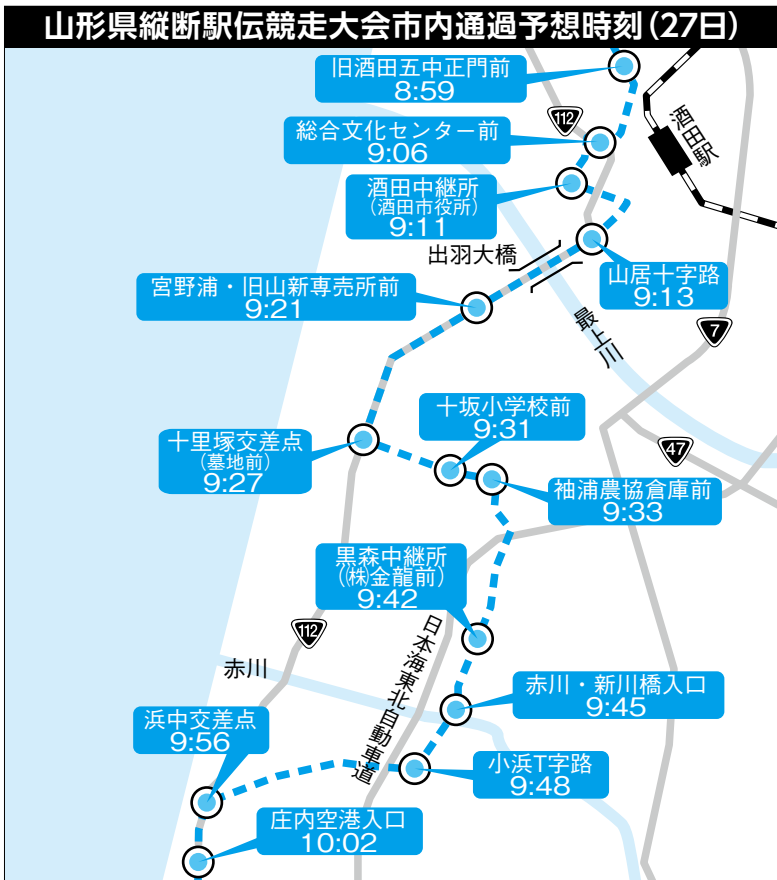 山形県縦断駅伝競走大会市内通過予想時刻(27日)
旧酒田五中正門前
8:59
112
総合文化センター前
9:06
酒田駅
酒田中継所
(酒田市役所)
9:11
出羽大橋
山居十字路
9:13
宮野浦・旧山新専売所前
9:21
最上川
7
十坂小学校前
9:31
十里塚交差点
(墓地前)
9:27
47
袖浦農協倉庫前
9:33
黒森中継所
(㈱金龍前)
9:42
112
日本海東北自動車道
赤川
赤川・新川橋入口
9:45
浜中交差点
9:56
小浜T字路
9:48
庄内空港入口
10:02